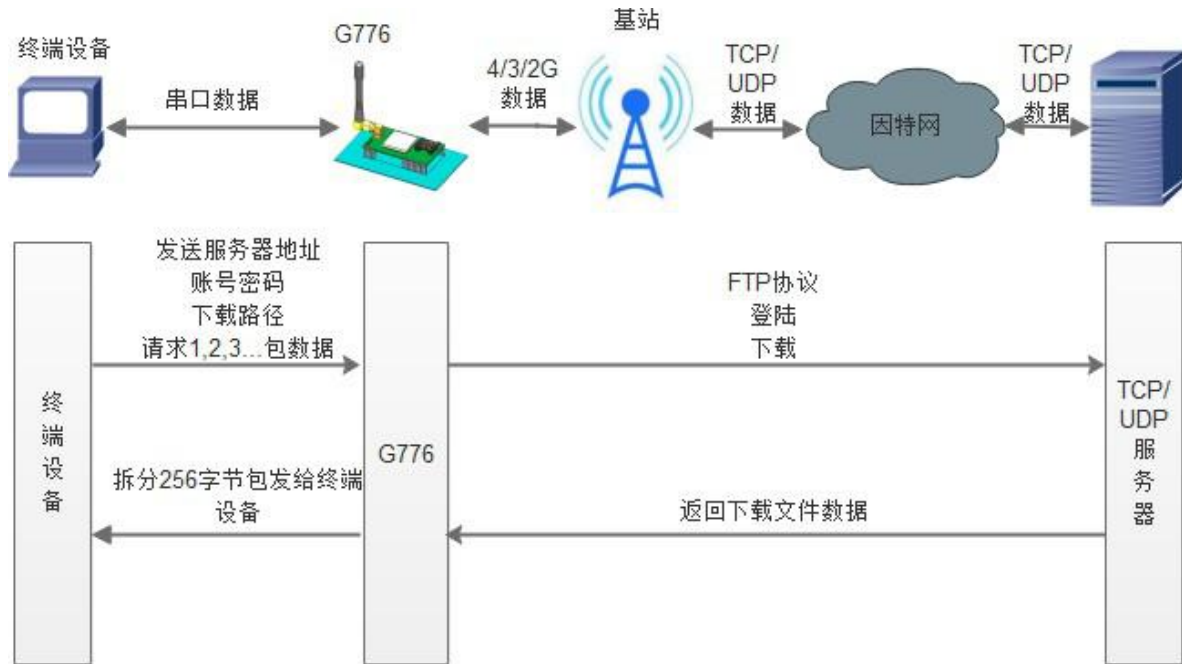 终端设备
G776
基站
串口数据
4/3/2G
数据
TCP/
UDP
数据
因特网
TCP/
UDP
数据
发送服务器地址
账号密码
下载路径
请求1,2,3...包数据
FTP协议
登陆
下载
终
端
设
备
G776
TCP/
UDP
服
务
器
拆分256字节包发给终端
设备
返回下载文件数据